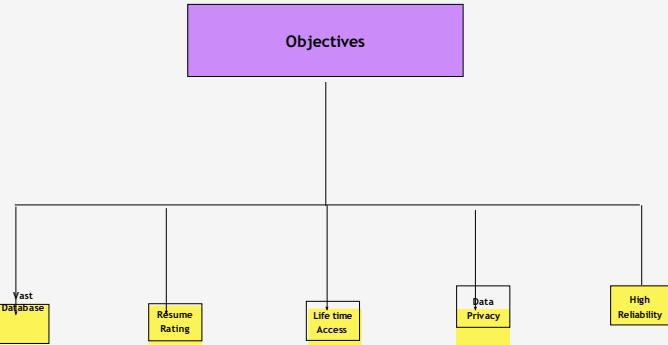 Objectives
Vast
Database
Resume
Rating
Life time
Access
Data
Privacy
High
Reliability